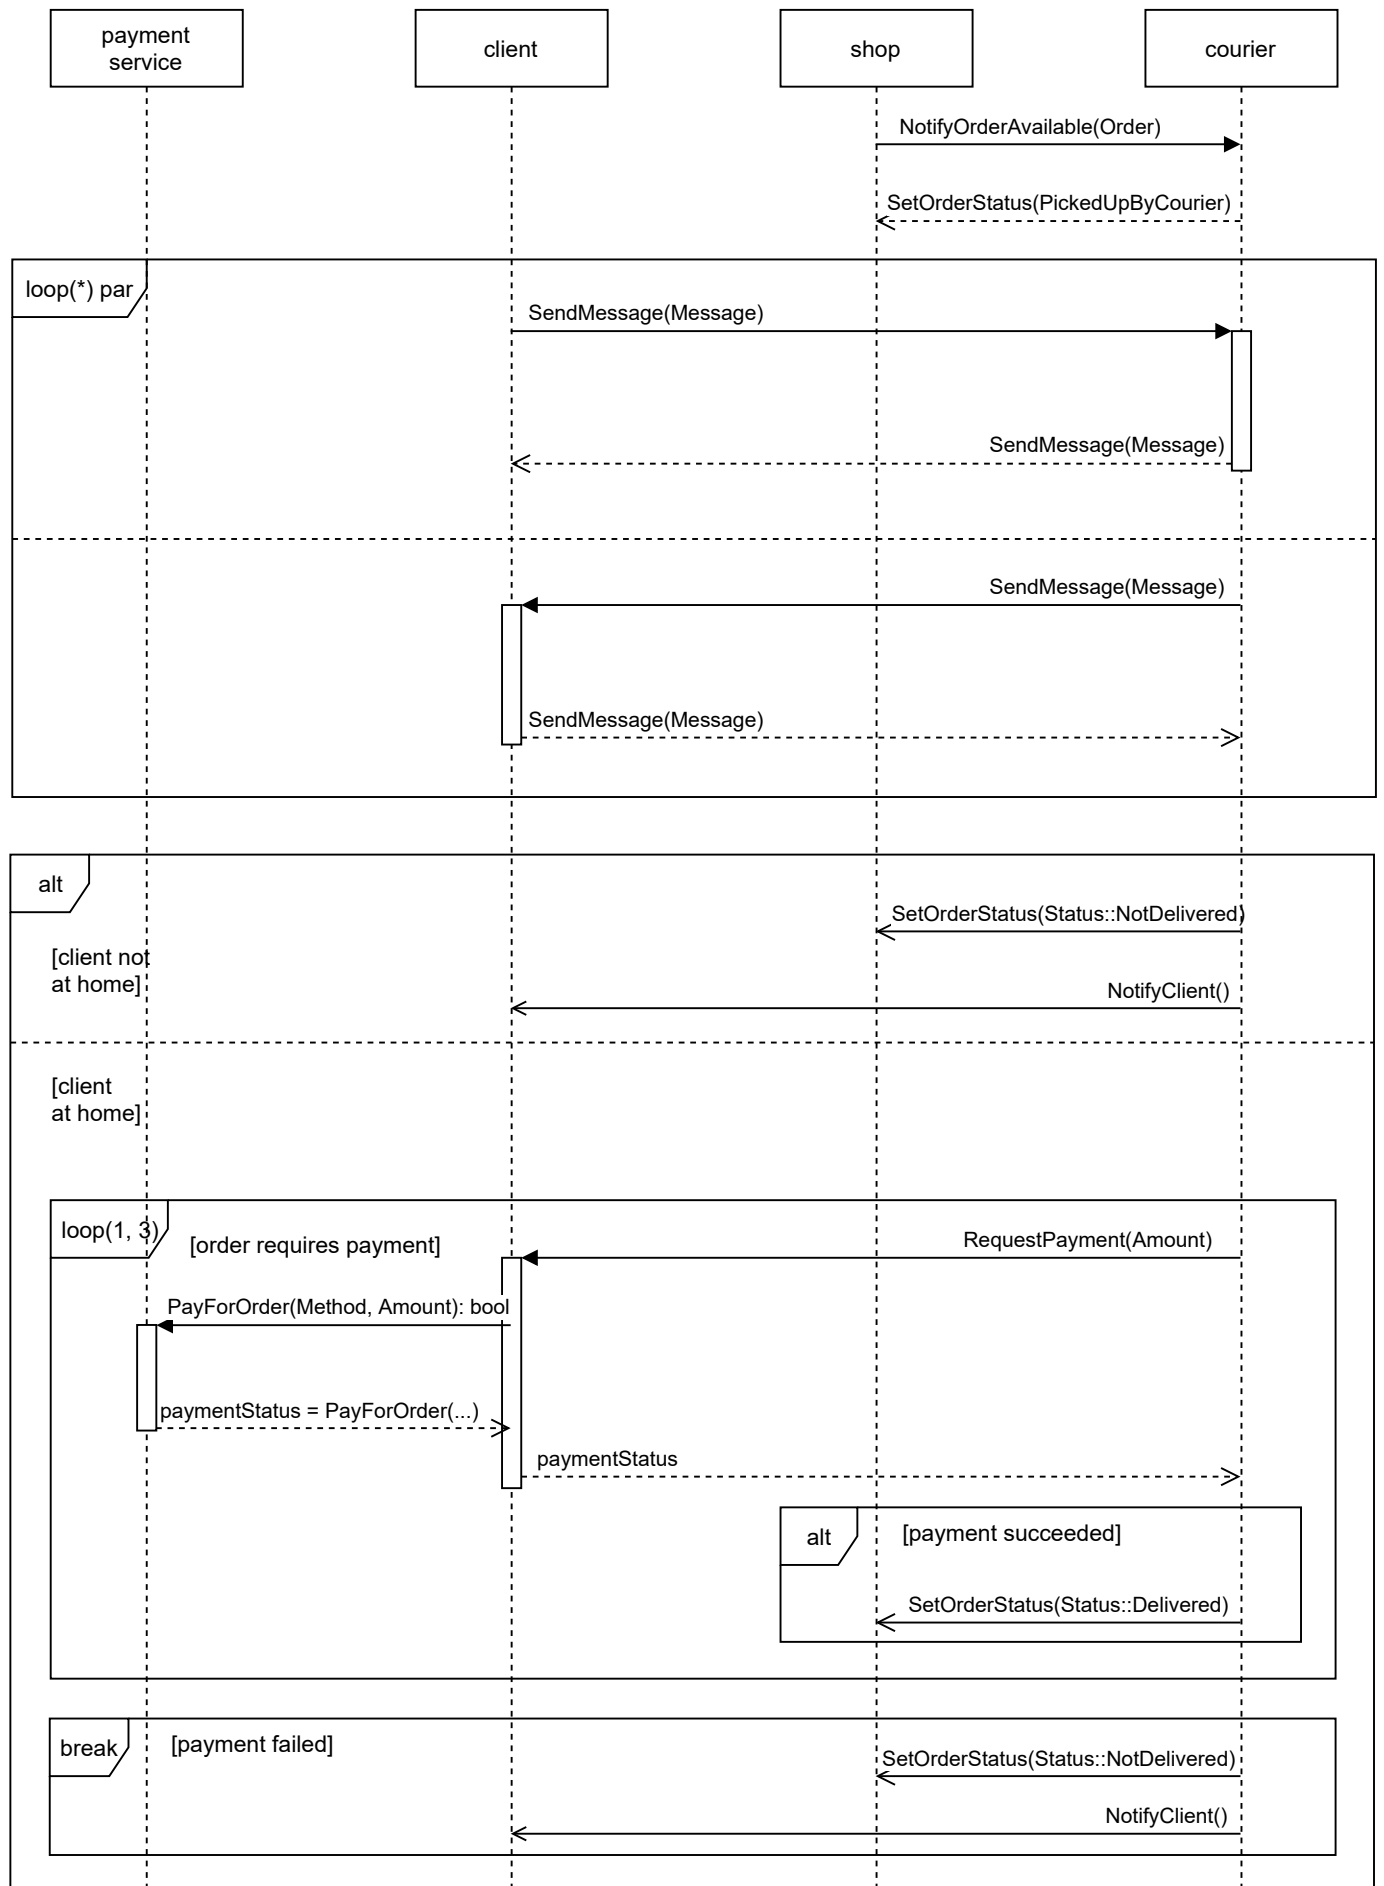 payment
service
client
shop
courier
NotifyOrderAvailable(Order)
SetOrderStatus(PickedUpByCourier)
loop(*) par
SendMessage(Message)
SendMessage(Message)
SendMessage(Message)
SendMessage(Message)
alt
SetOrderStatus(Status::NotDelivered)
[client not
at home]
NotifyClient()
[client
at home]
loop(1, 3)
[order requires payment]
RequestPayment(Amount)
PayForOrder(Method, Amount): bool
paymentStatus = PayForOrder(...)
paymentStatus
alt
[payment succeeded]
SetOrderStatus(Status::Delivered)
break
[payment failed]
SetOrderStatus(Status::NotDelivered)
NotifyClient()